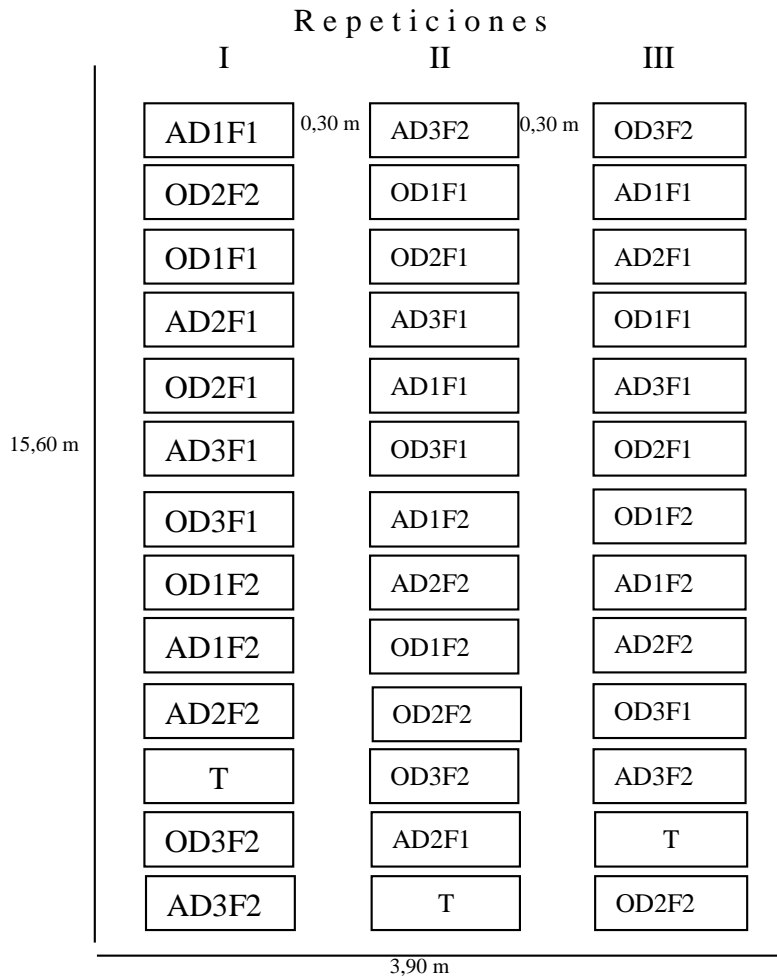 Repeticiones
I II III
AD1F1 0,30 m AD3F2 0,30 m OD3F2
OD2F2 OD1F1 AD1F1
OD1F1 OD2F1 AD2F1
AD2F1 AD3F1 OD1F1
OD2F1 AD1F1 AD3F1
15,60 m AD3F1 OD3F1 OD2F1
OD3F1 AD1F2 OD1F2
OD1F2 AD2F2 AD1F2
AD1F2 OD1F2 AD2F2
AD2F2 OD2F2 OD3F1
T OD3F2 AD3F2
OD3F2 AD2F1 T
AD3F2 T OD2F2
3,90 m